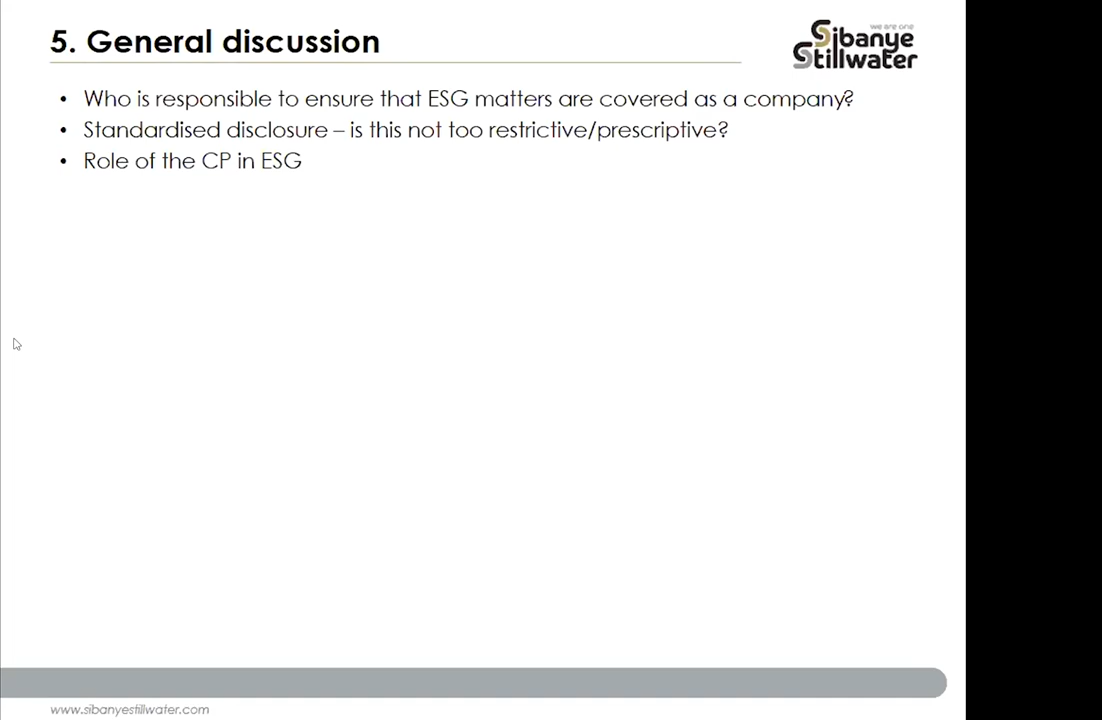 5. General discussion
we are one
Sibanye
Stillwater
• Who is responsible to ensure that ESG matters are covered as a company?
• Standardised disclosure – is this not too restrictive/prescriptive?
• Role of the CP in ESG
www.sibanyestillwater.com